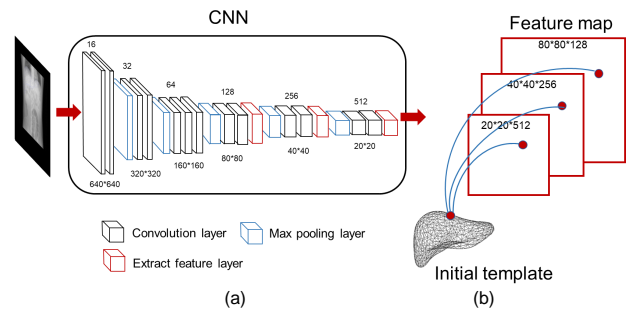 CNN
16
32
64
128
256
512
640*640
320*320
160*160
80*80
40*40
20*20
Convolution layer
Max pooling layer
Extract feature layer
(a)
Feature map
80*80*128
40*40*256
20*20*512
Initial template
(b)